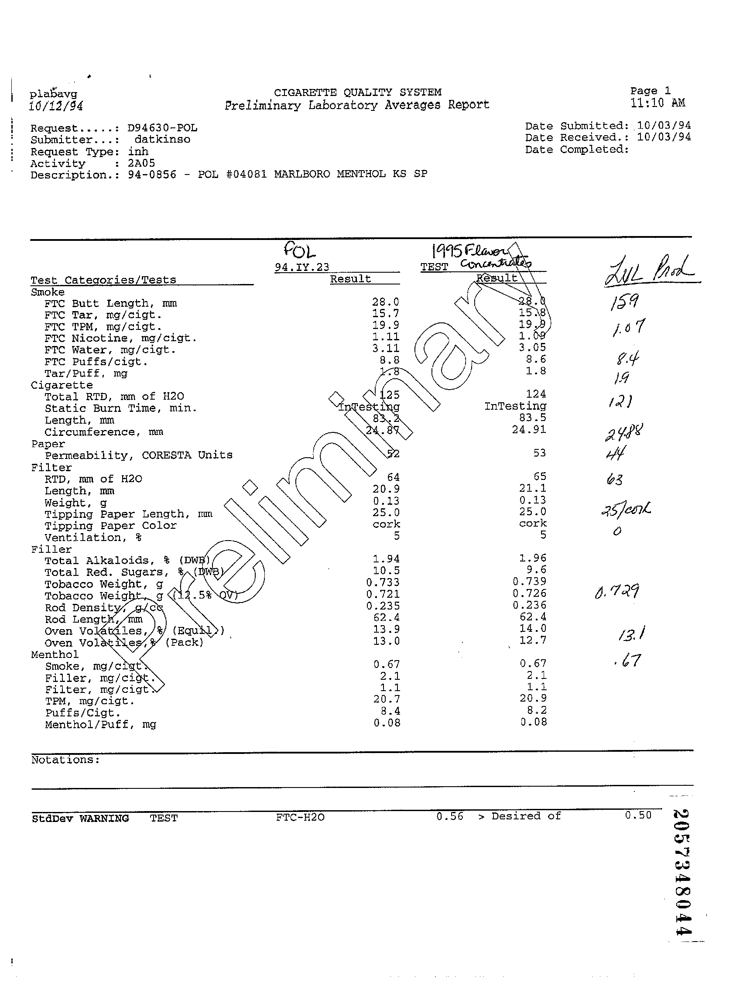 plabavg CIGARETTE QUALITY SYSTEM Page 1
10/12/94 Preliminary Laboratory Averages Report 11:10 AM
Request.....: D94630-POL Date Submitted: 10/03/94
Submitter...: datkinso Date Received.: 10/03/94
Request Type: inh Date Completed:
Activity : 2A05
Description.: 94-0856 - POL #04081 MARLBORO MENTHOL KS SP
POL 1995 Flavor
94.IY.23 TEST Concentrates LVL Prod
Test Categories/Tests Result Result
Smoke
FTC Butt Length, mm 28.0 28.0
FTC Tar, mg/cigt. 15.7 15.8 159
FTC TPM, mg/cigt. 19.9 19.9
FTC Nicotine, mg/cigt. 1.11 1.09 1.07
FTC Water, mg/cigt. 3.11 3.05
FTC Puffs/cigt. 8.8 8.6 8.4
Tar/Puff, mg 1.8 1.8 19
Cigarette
Total RTD, mm of H2O 125 124 121
Static Burn Time, min. InTesting InTesting
Length, mm 83.2 83.5
Circumference, mm 24.87 24.91 2488
Paper
Permeability, CORESTA Units 52 53 44
Filter
RTD, mm of H2O 64 65 63
Length, mm 20.9 21.1
Weight, g 0.13 0.13
Tipping Paper Length, mm 25.0 25.0 25/cork
Tipping Paper Color cork cork
Ventilation, % 5 5 0
Filler
Total Alkaloids, % (DWB) 1.94 1.96
Total Red. Sugars, % (DWB) 10.5 9.6
Tobacco Weight, g 0.733 0.739
Tobacco Weight, g (12.5% OV) 0.721 0.726 0.729
Rod Density, g/cc 0.235 0.236
Rod Length, mm 62.4 62.4
Oven Volatiles, % (Equil) 13.9 14.0
Oven Volatiles, % (Pack) 13.0 12.7 13.1
Menthol
Smoke, mg/cigt. 0.67 0.67 .67
Filler, mg/cigt. 2.1 2.1
Filter, mg/cigt. 1.1 1.1
TPM, mg/cigt. 20.7 20.9
Puffs/Cigt. 8.4 8.2
Menthol/Puff, mg 0.08 0.08
Preliminary
Notations:
StdDev WARNING TEST FTC-H2O 0.56 > Desired of 0.50
2057348044